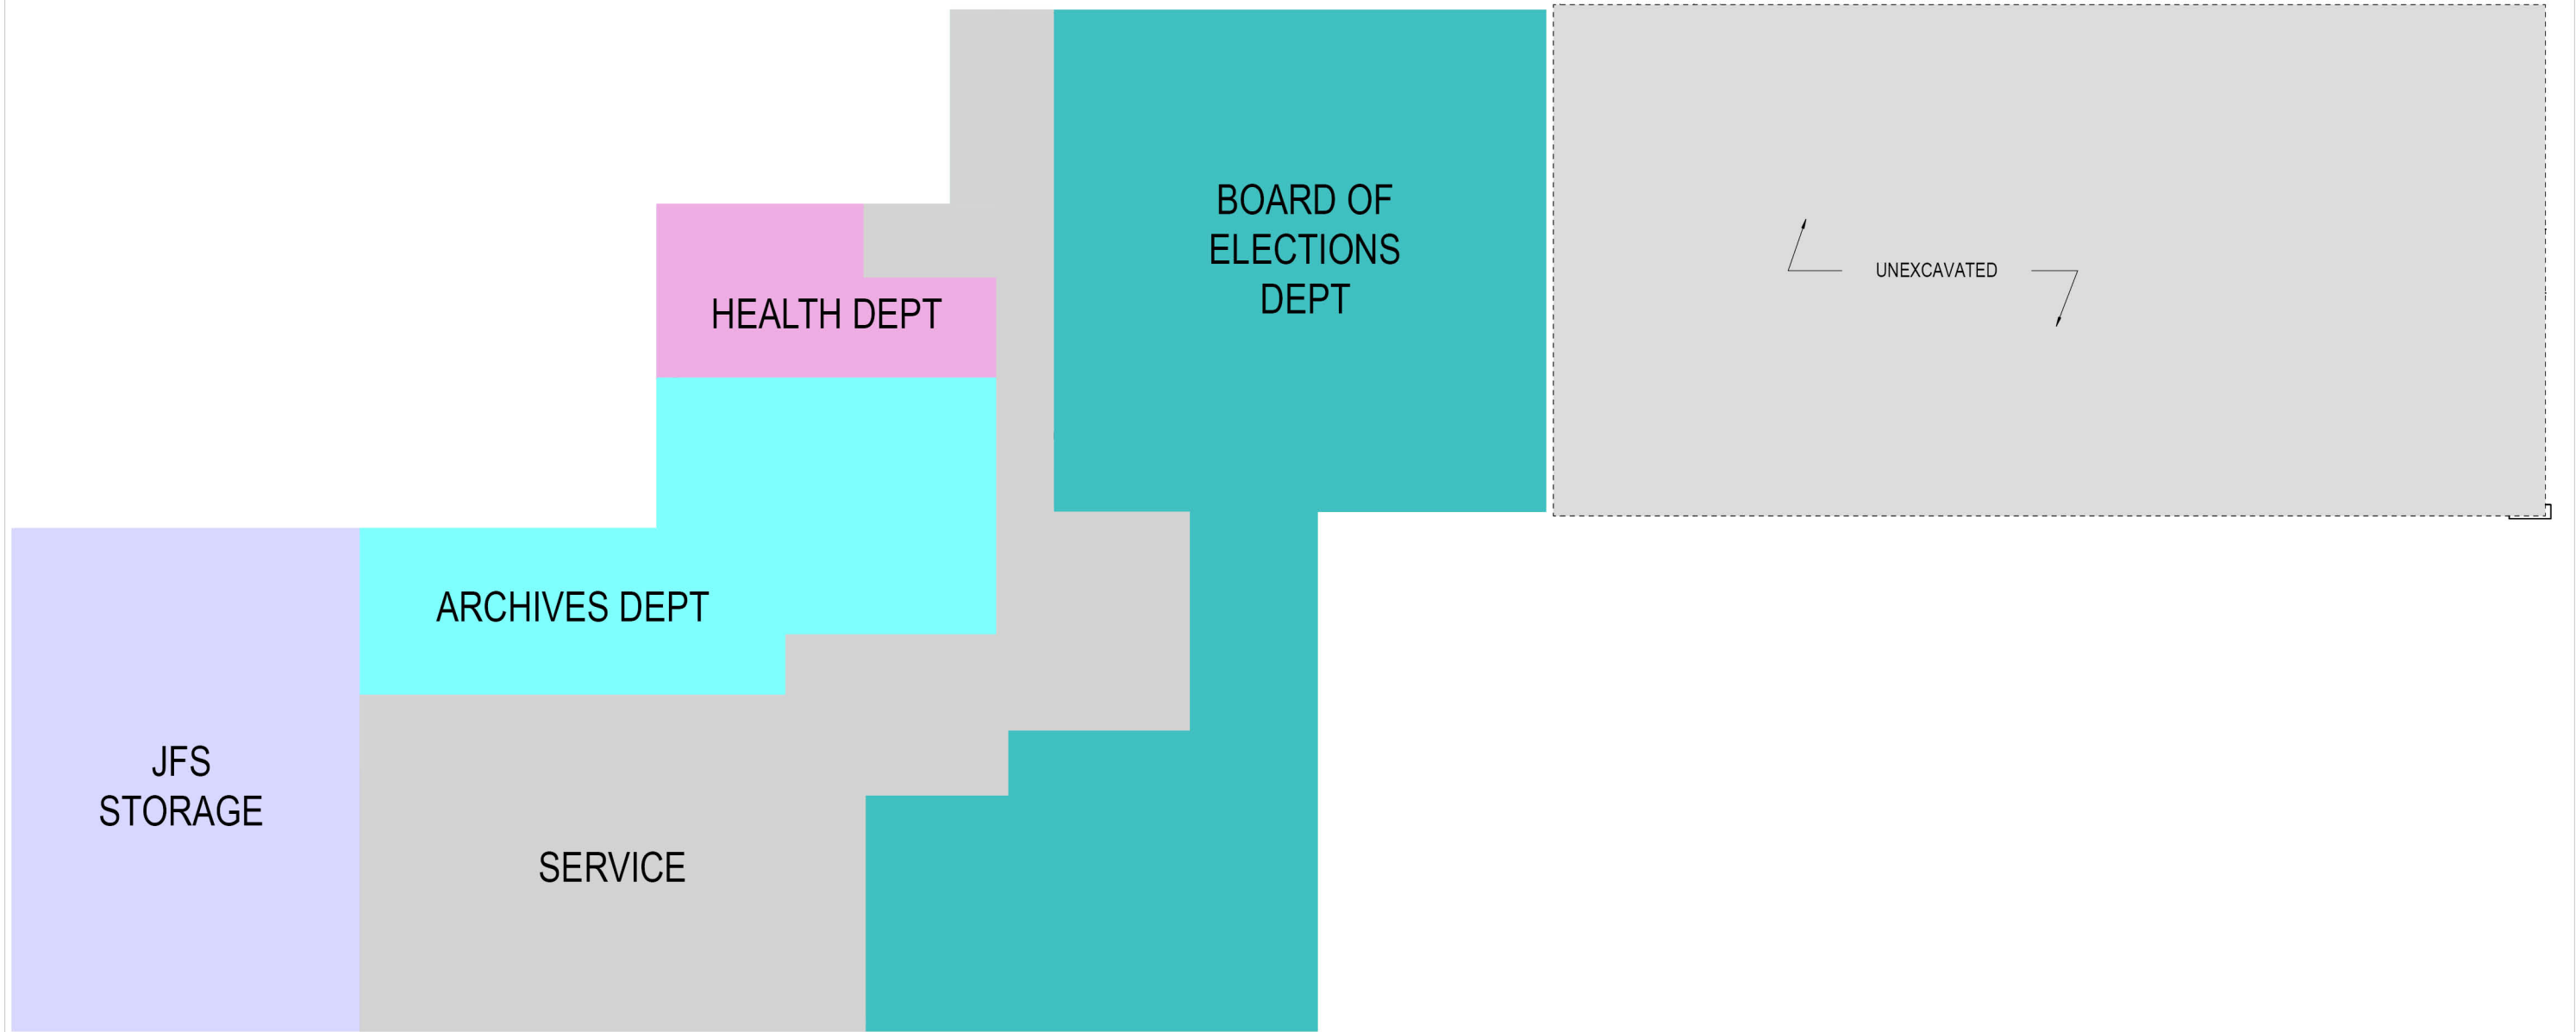 BOARD OF
ELECTIONS
DEPT
UNEXCAVATED
HEALTH DEPT
ARCHIVES DEPT
JFS
STORAGE
SERVICE